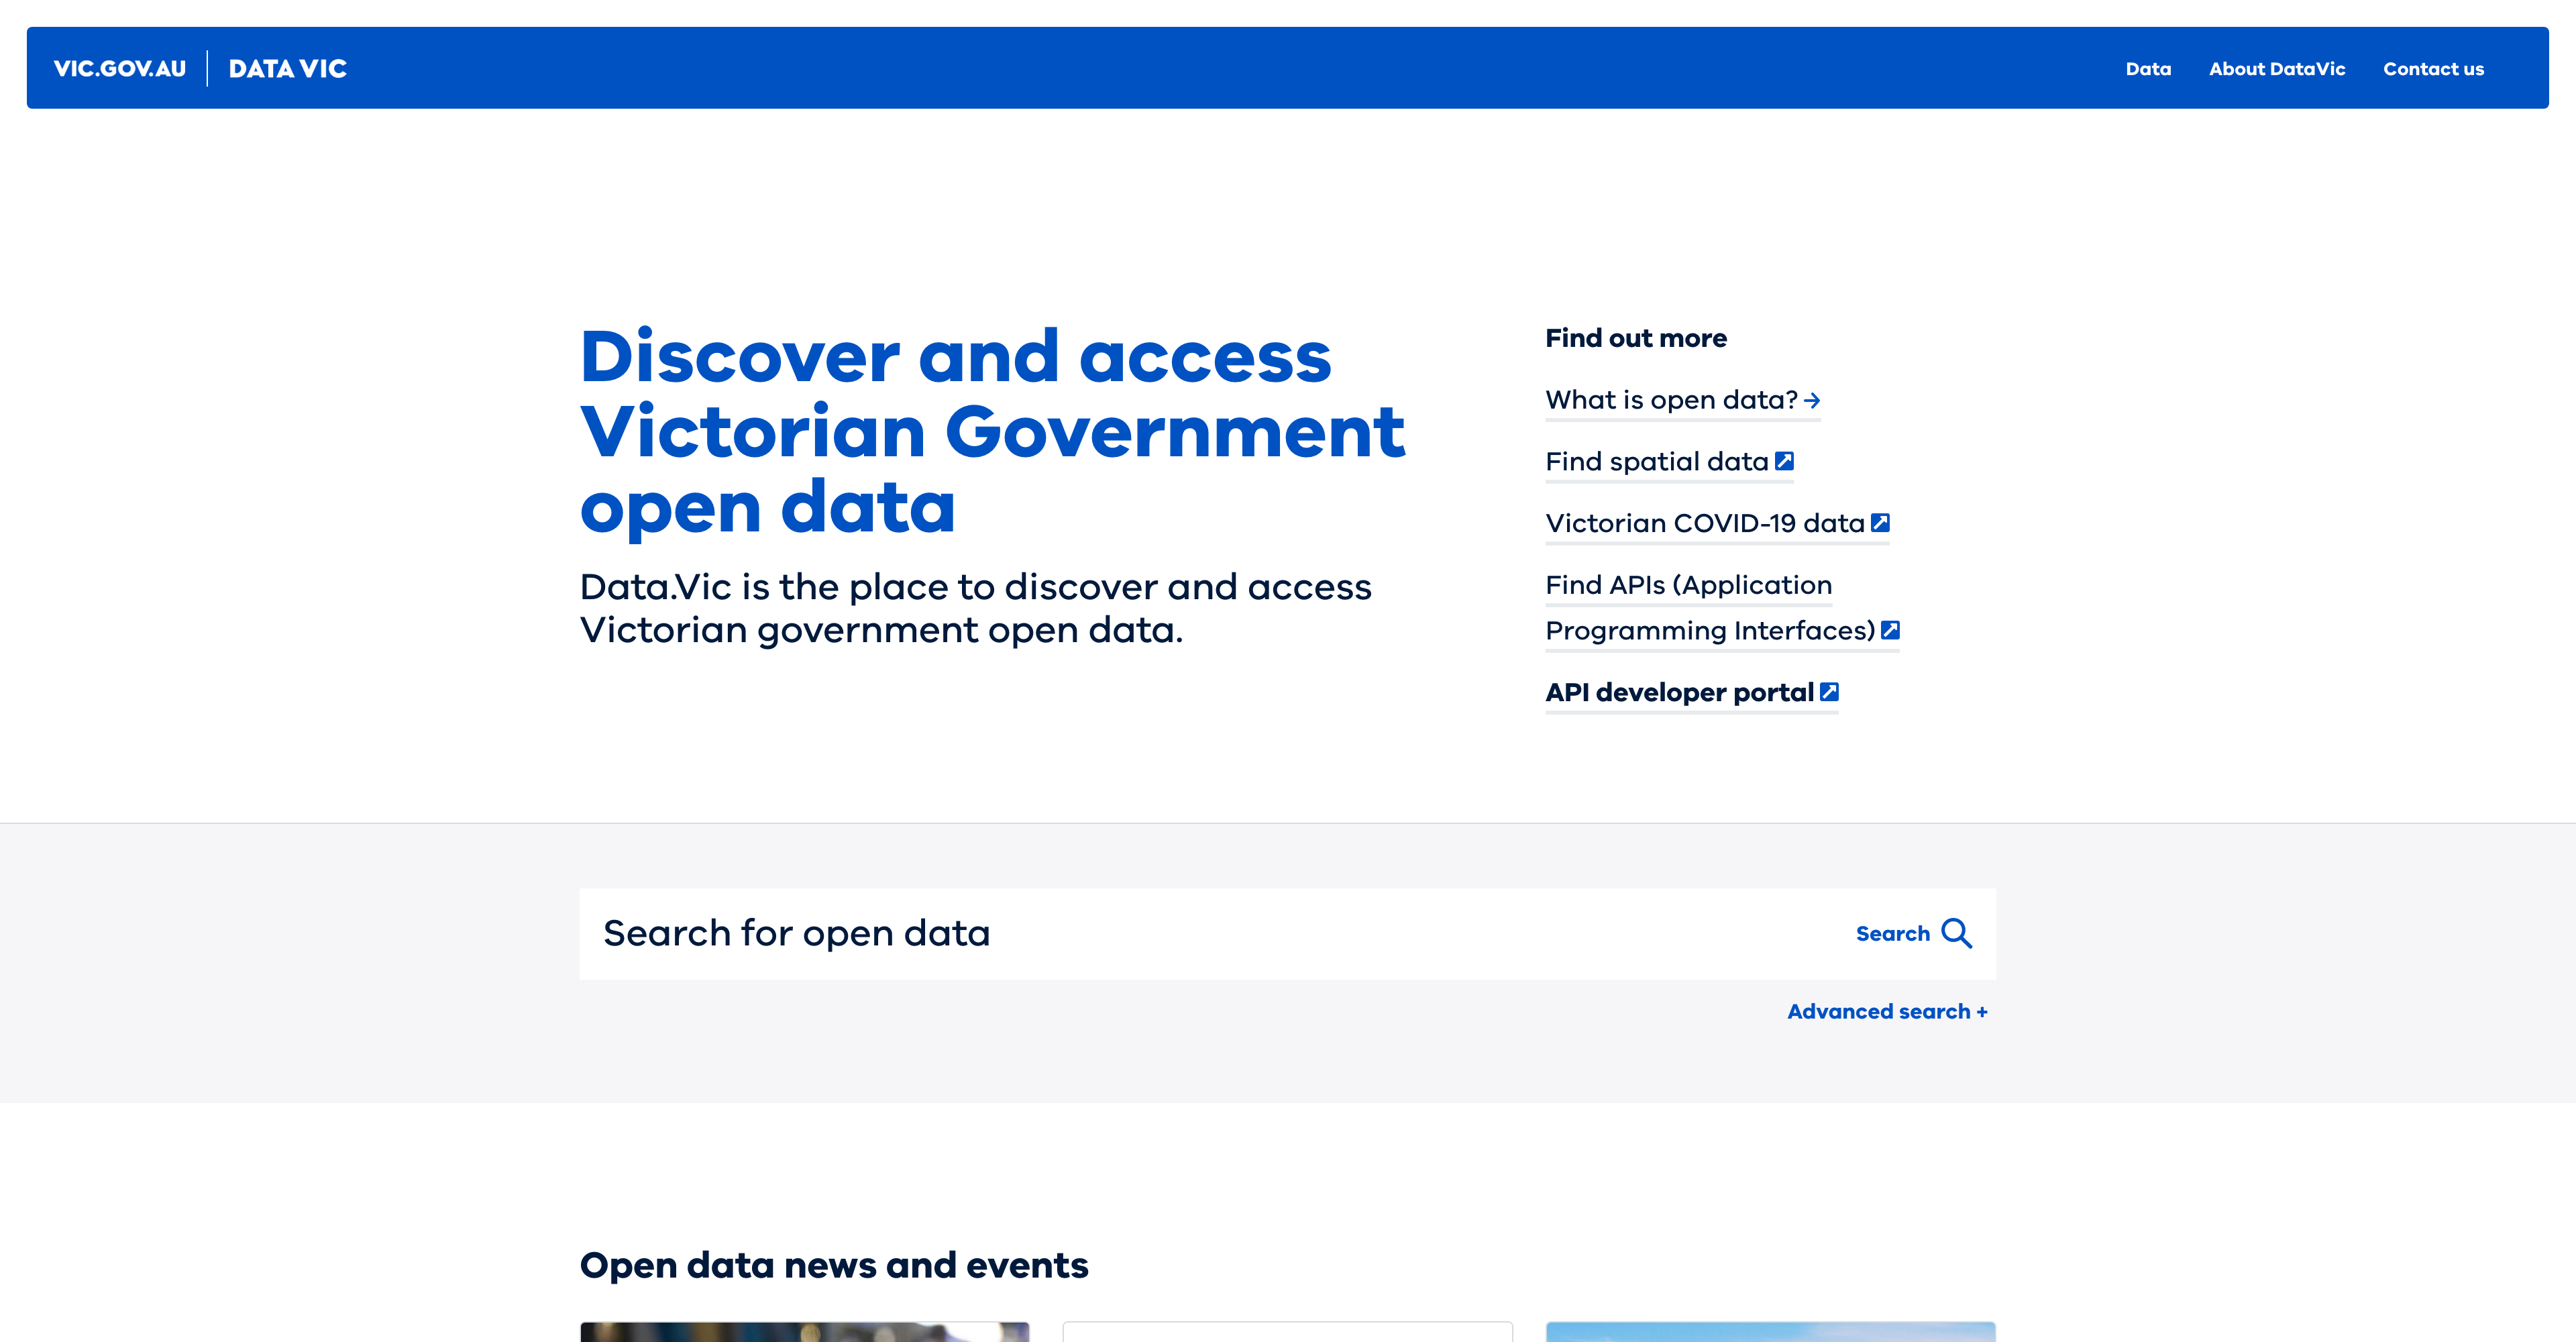 VIC.GOV.AU
DATA VIC
Data
About DataVic
Contact us
Discover and access
Victorian Government
open data
Data.Vic is the place to discover and access
Victorian government open data.
Find out more
What is open data?
Find spatial data
Victorian COVID-19 data
Find APIs (Application
Programming Interfaces)
API developer portal
Search for open data
Search
Advanced search +
Open data news and events